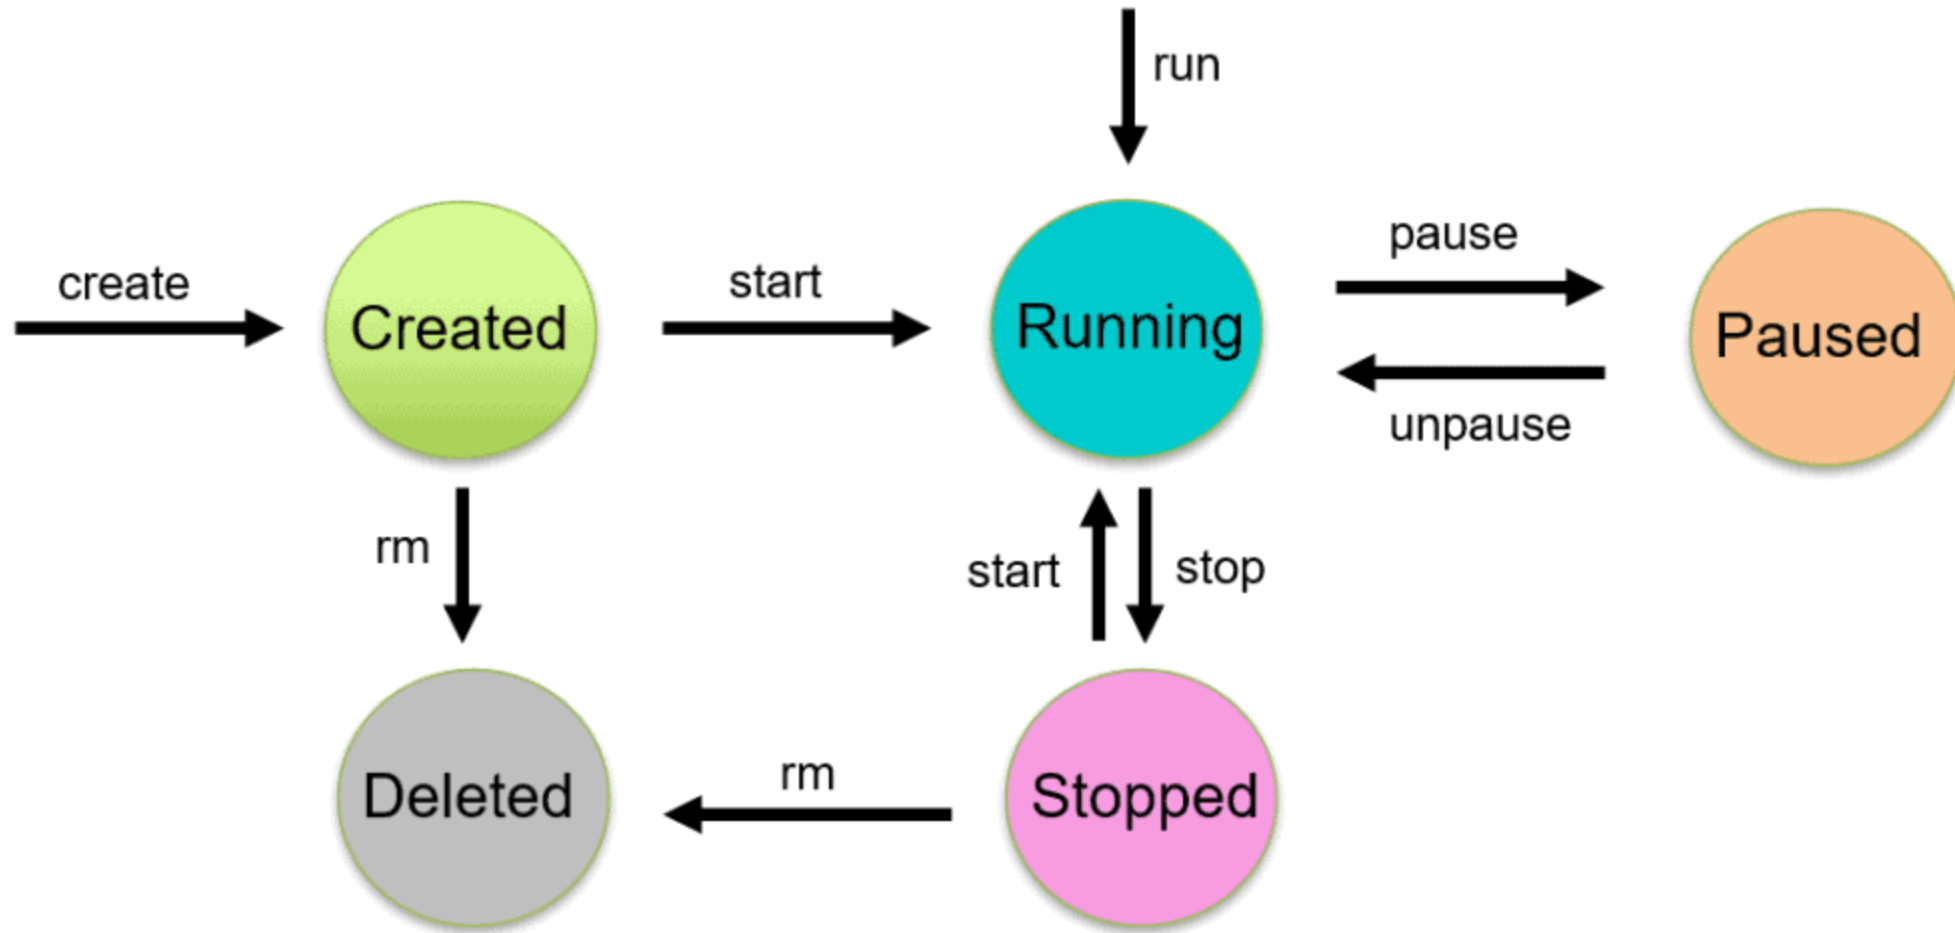 run
create
start
pause
Created
Running
Paused
unpause
rm
start
stop
rm
Deleted
Stopped